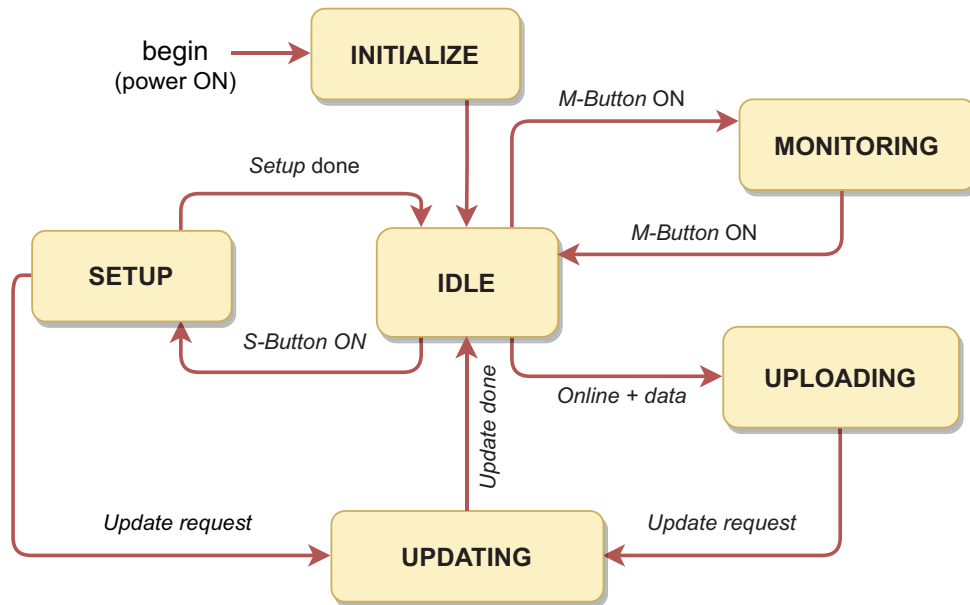 begin
(power ON)
INITIALIZE
M-Button ON
MONITORING
Setup done
M-Button ON
SETUP
IDLE
S-Button ON
Update done
Online + data
UPLOADING
Update request
Update request
UPDATING